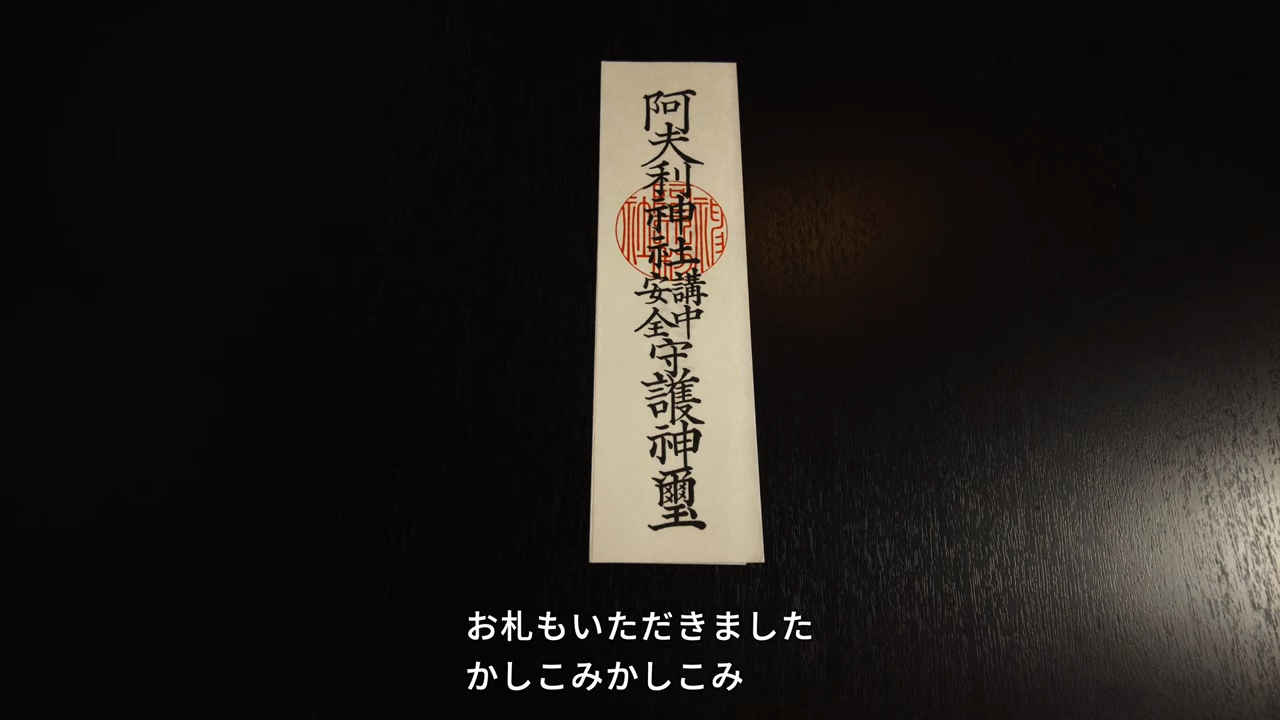 阿夫利神社講中安全守護神璽
お札もいただきました
かしこみかしこみ